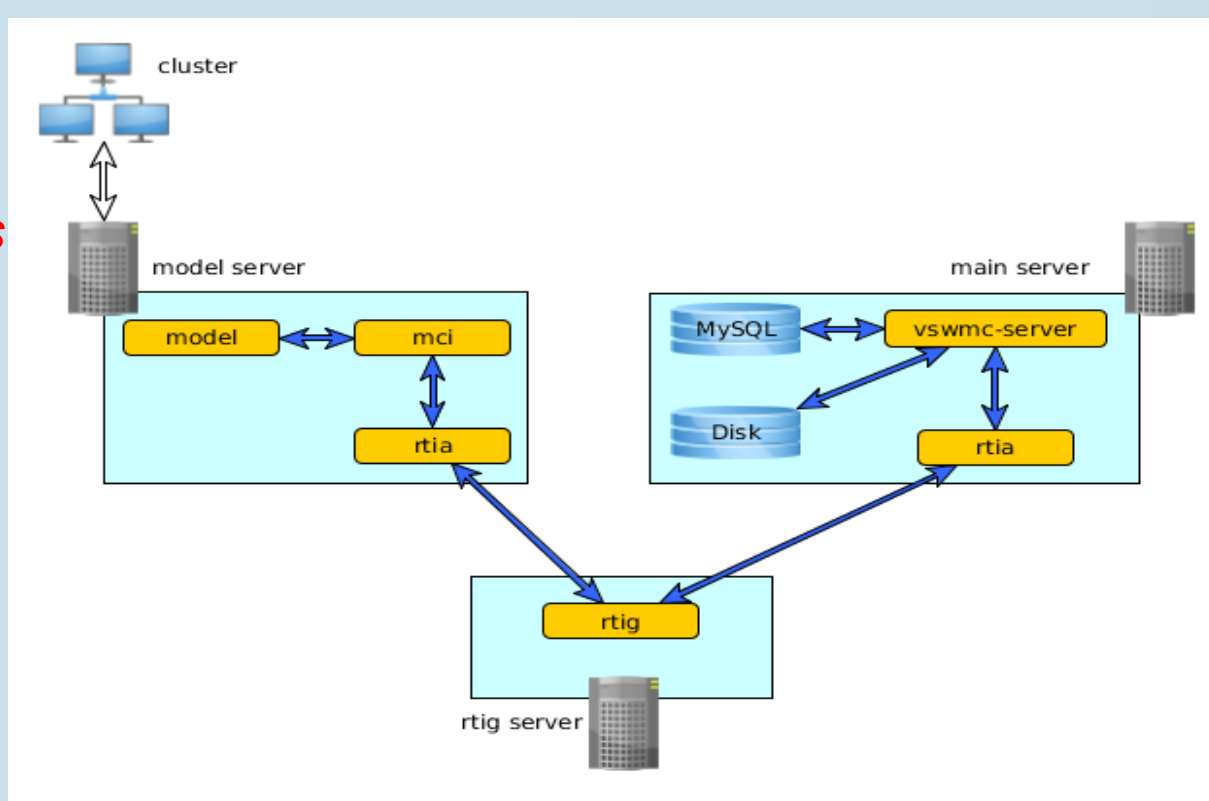 cluster
s
model server
main server
model
mci
MySQL
vswmc-server
Disk
rtia
rtia
rtig
rtig server